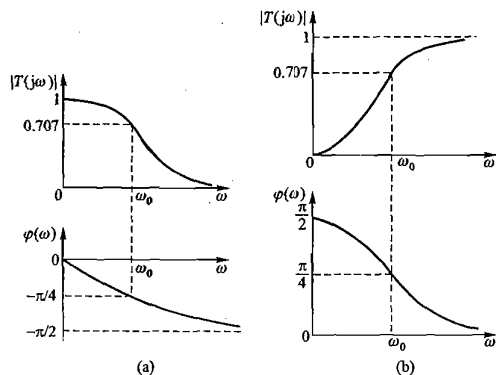 |T(jω)|
1
0.707
0
ω₀
ω
φ(ω)
0
ω₀
ω
−π/4
−π/2
(a)
|T(jω)|
1
0.707
0
ω₀
ω
φ(ω)
π/2
π/4
0
ω₀
ω
(b)